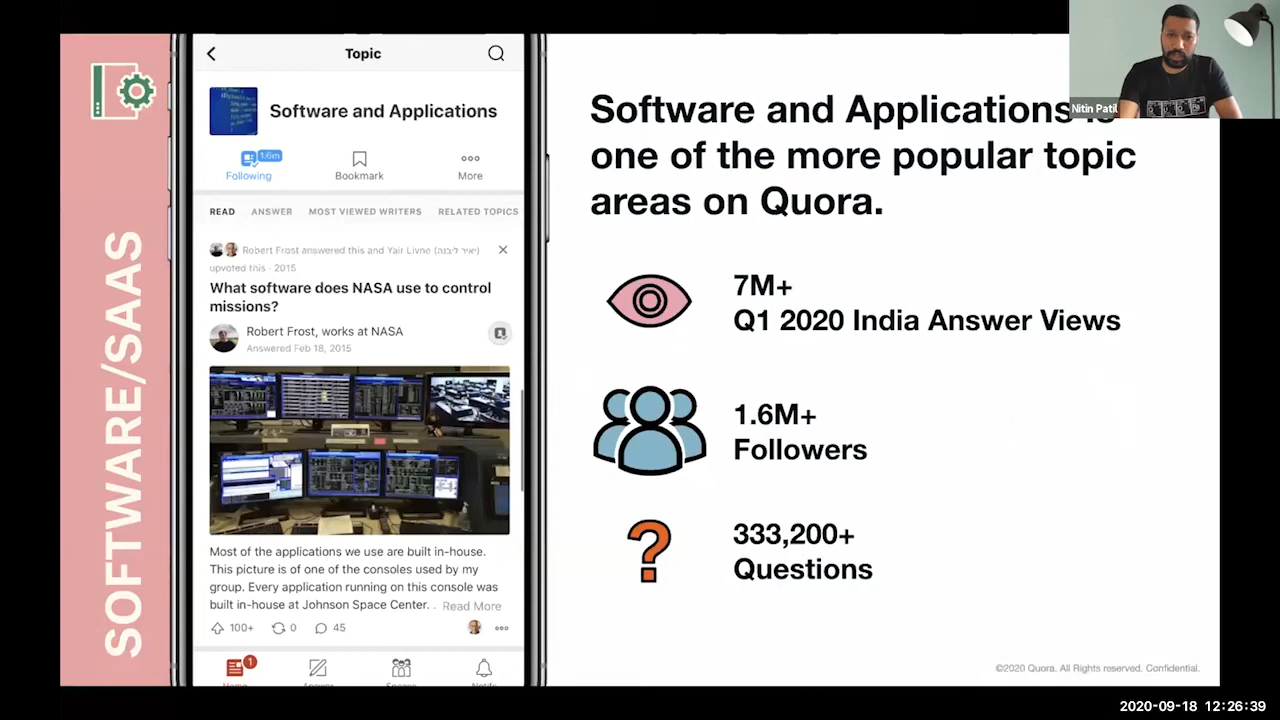 SOFTWARE/SAAS
Topic
Software and Applications
1.6m
Following
Bookmark
More
READ
ANSWER
MOST VIEWED WRITERS
RELATED TOPICS
Robert Frost answered this and Yair Livne (יאיר ליבנה)
upvoted this · 2015
What software does NASA use to control
missions?
Robert Frost, works at NASA
Answered Feb 18, 2015
Most of the applications we use are built in-house.
This picture is of one of the consoles used by my
group. Every application running on this console was
built in-house at Johnson Space Center. . Read More
100+
0
45
1
Software and Applications is
one of the more popular topic
areas on Quora.
7M+
Q1 2020 India Answer Views
1.6M+
Followers
333,200+
Questions
©2020 Quora. All Rights reserved. Confidential.
Nitin Patil
2020-09-18 12:26:39